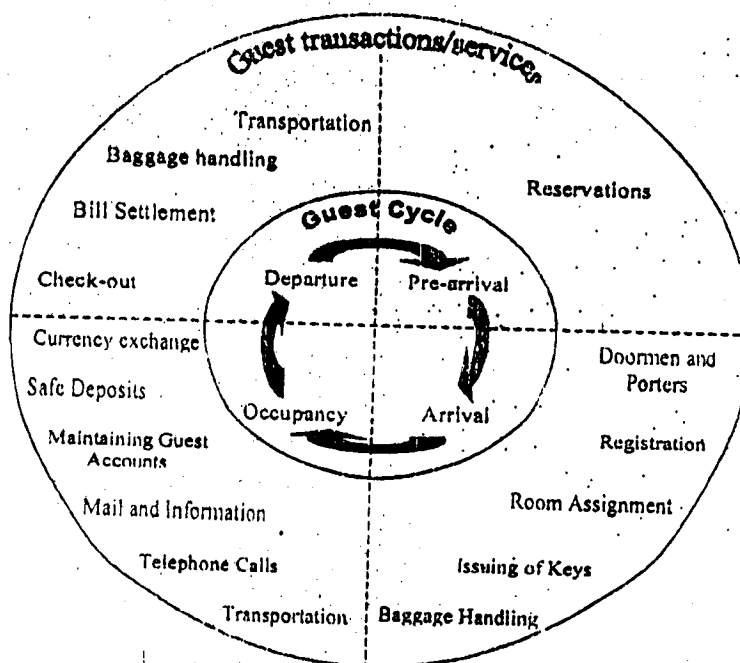 Guest transactions/services
Transportation
Baggage handling
Bill Settlement
Check-out
Reservations
Guest Cycle
Departure
Pre-arrival
Occupancy
Arrival
Currency exchange
Safe Deposits
Maintaining Guest
Accounts
Mail and Information
Telephone Calls
Transportation
Doormen and
Porters
Registration
Room Assignment
Issuing of Keys
Baggage Handling